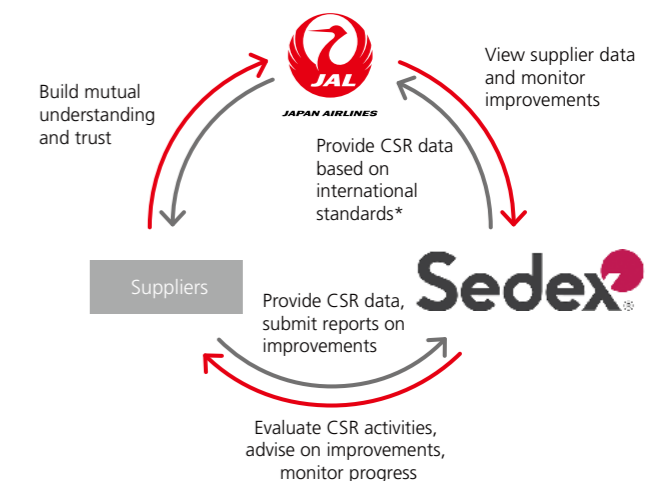 JAL
JAPAN AIRLINES
View supplier data
and monitor
improvements
Build mutual
understanding
and trust
Provide CSR data
based on
international
standards*
Suppliers
Sedex®
Provide CSR data,
submit reports on
improvements
Evaluate CSR activities,
advise on improvements,
monitor progress